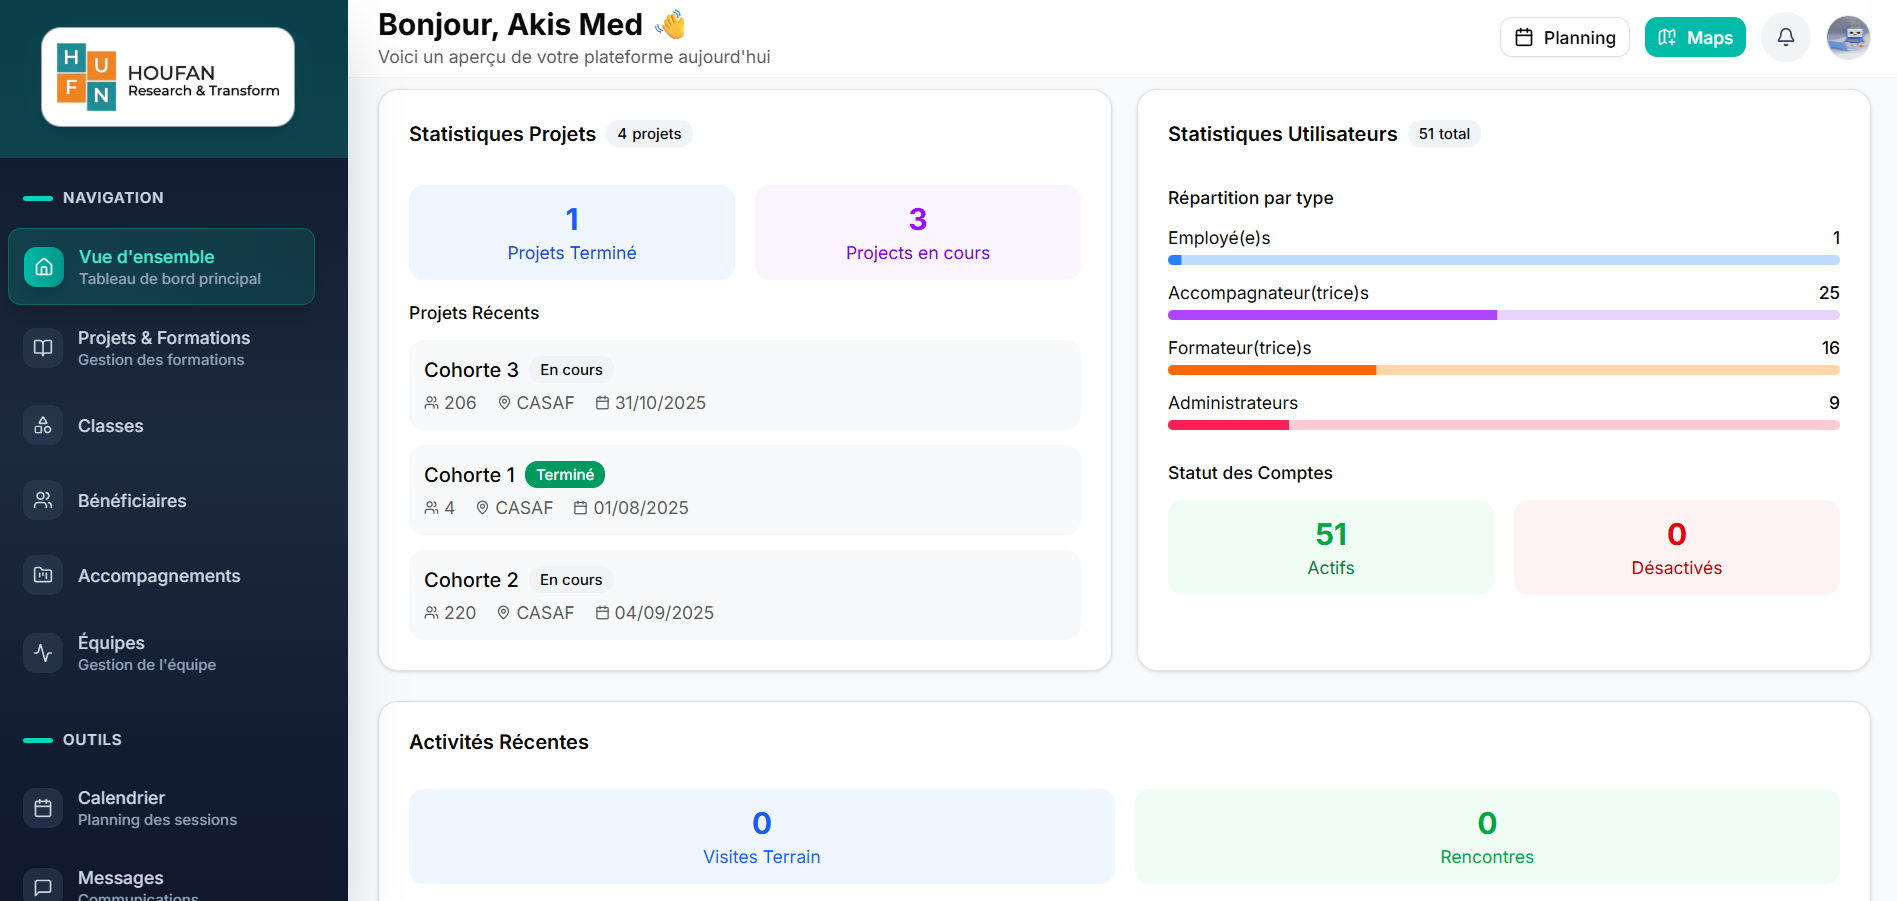 H U
F N
HOUFAN
Research & Transform
NAVIGATION
Vue d'ensemble
Tableau de bord principal
Projets & Formations
Gestion des formations
Classes
Bénéficiaires
Accompagnements
Équipes
Gestion de l'équipe
OUTILS
Calendrier
Planning des sessions
Messages
Communications
Bonjour, Akis Med 👋
Voici un aperçu de votre plateforme aujourd'hui
Planning
Maps
Statistiques Projets 4 projets
1
Projets Terminé
3
Projects en cours
Projets Récents
Cohorte 3 En cours
206 CASAF 31/10/2025
Cohorte 1 Terminé
4 CASAF 01/08/2025
Cohorte 2 En cours
220 CASAF 04/09/2025
Statistiques Utilisateurs 51 total
Répartition par type
Employé(e)s 1
Accompagnateur(trice)s 25
Formateur(trice)s 16
Administrateurs 9
Statut des Comptes
51
Actifs
0
Désactivés
Activités Récentes
0
Visites Terrain
0
Rencontres